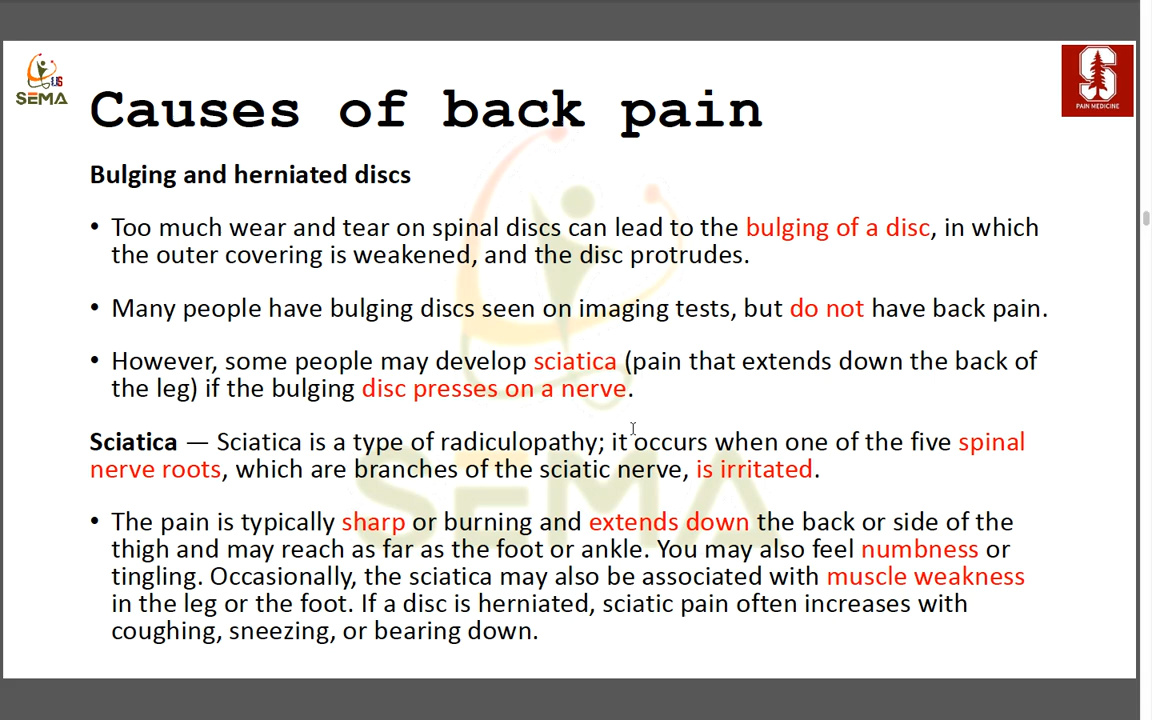 US
SEMA
PAIN MEDICINE
Causes of back pain
Bulging and herniated discs
• Too much wear and tear on spinal discs can lead to the bulging of a disc, in which
the outer covering is weakened, and the disc protrudes.
• Many people have bulging discs seen on imaging tests, but do not have back pain.
• However, some people may develop sciatica (pain that extends down the back of
the leg) if the bulging disc presses on a nerve.
Sciatica — Sciatica is a type of radiculopathy; it occurs when one of the five spinal
nerve roots, which are branches of the sciatic nerve, is irritated.
• The pain is typically sharp or burning and extends down the back or side of the
thigh and may reach as far as the foot or ankle. You may also feel numbness or
tingling. Occasionally, the sciatica may also be associated with muscle weakness
in the leg or the foot. If a disc is herniated, sciatic pain often increases with
coughing, sneezing, or bearing down.
SEMA